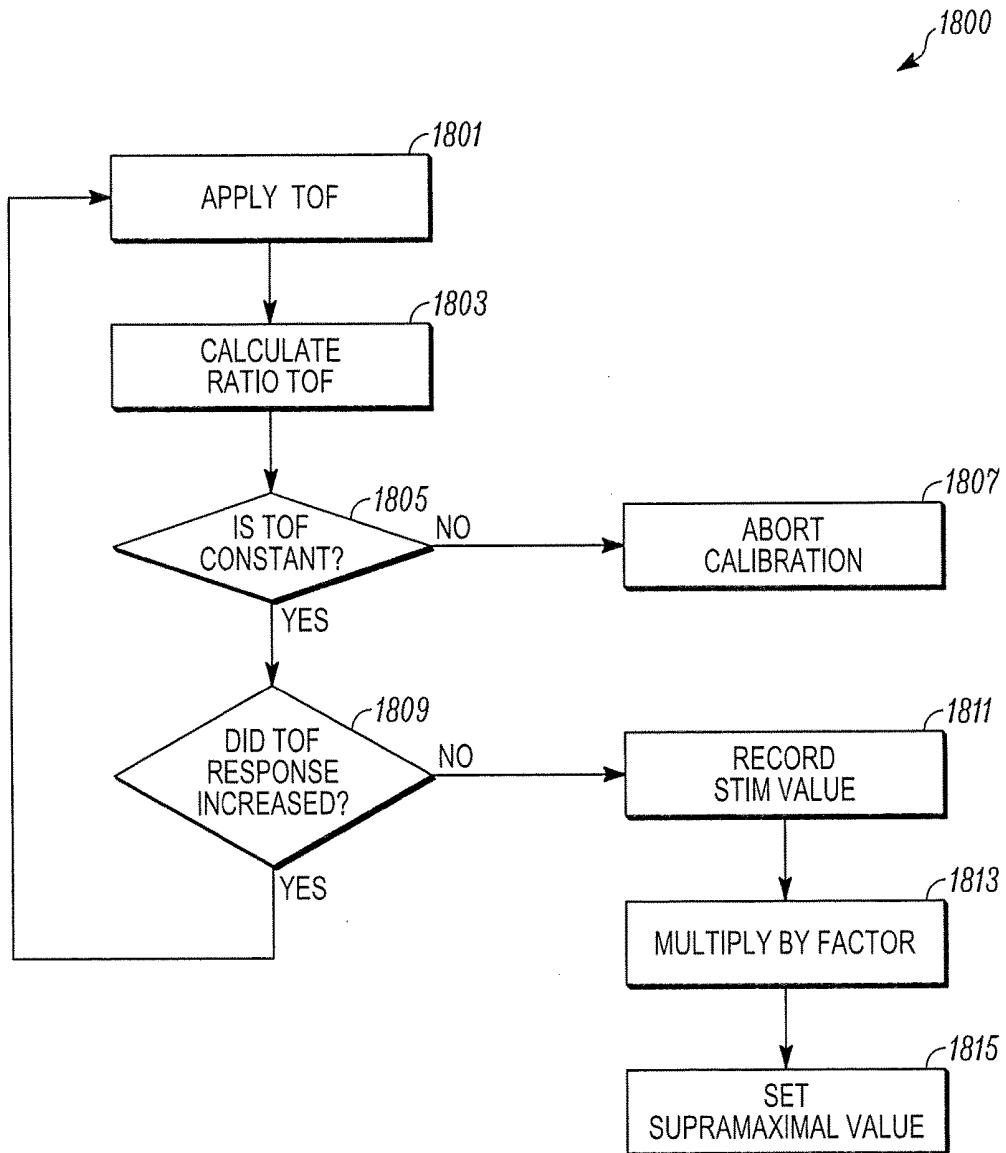 1800
1801
APPLY TOF
1803
CALCULATE
RATIO TOF
1805
IS TOF
CONSTANT?
NO
YES
1807
ABORT
CALIBRATION
1809
DID TOF
RESPONSE
INCREASED?
NO
YES
1811
RECORD
STIM VALUE
1813
MULTIPLY BY FACTOR
1815
SET
SUPRAMAXIMAL VALUE